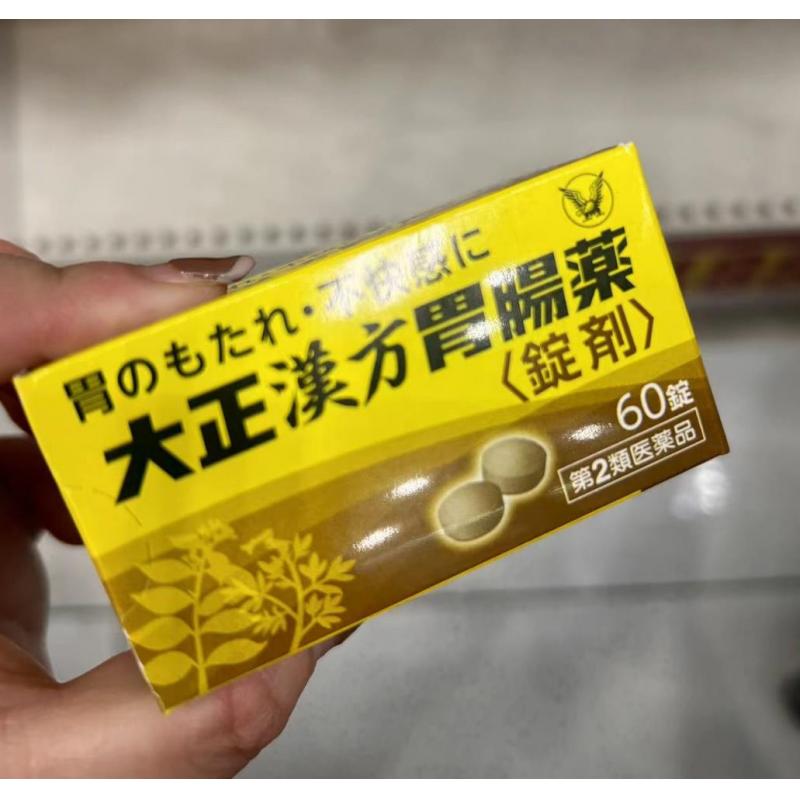 胃のもたれ・不快感に
大正漢方胃腸薬
〈錠剤〉
60錠
第2類医薬品